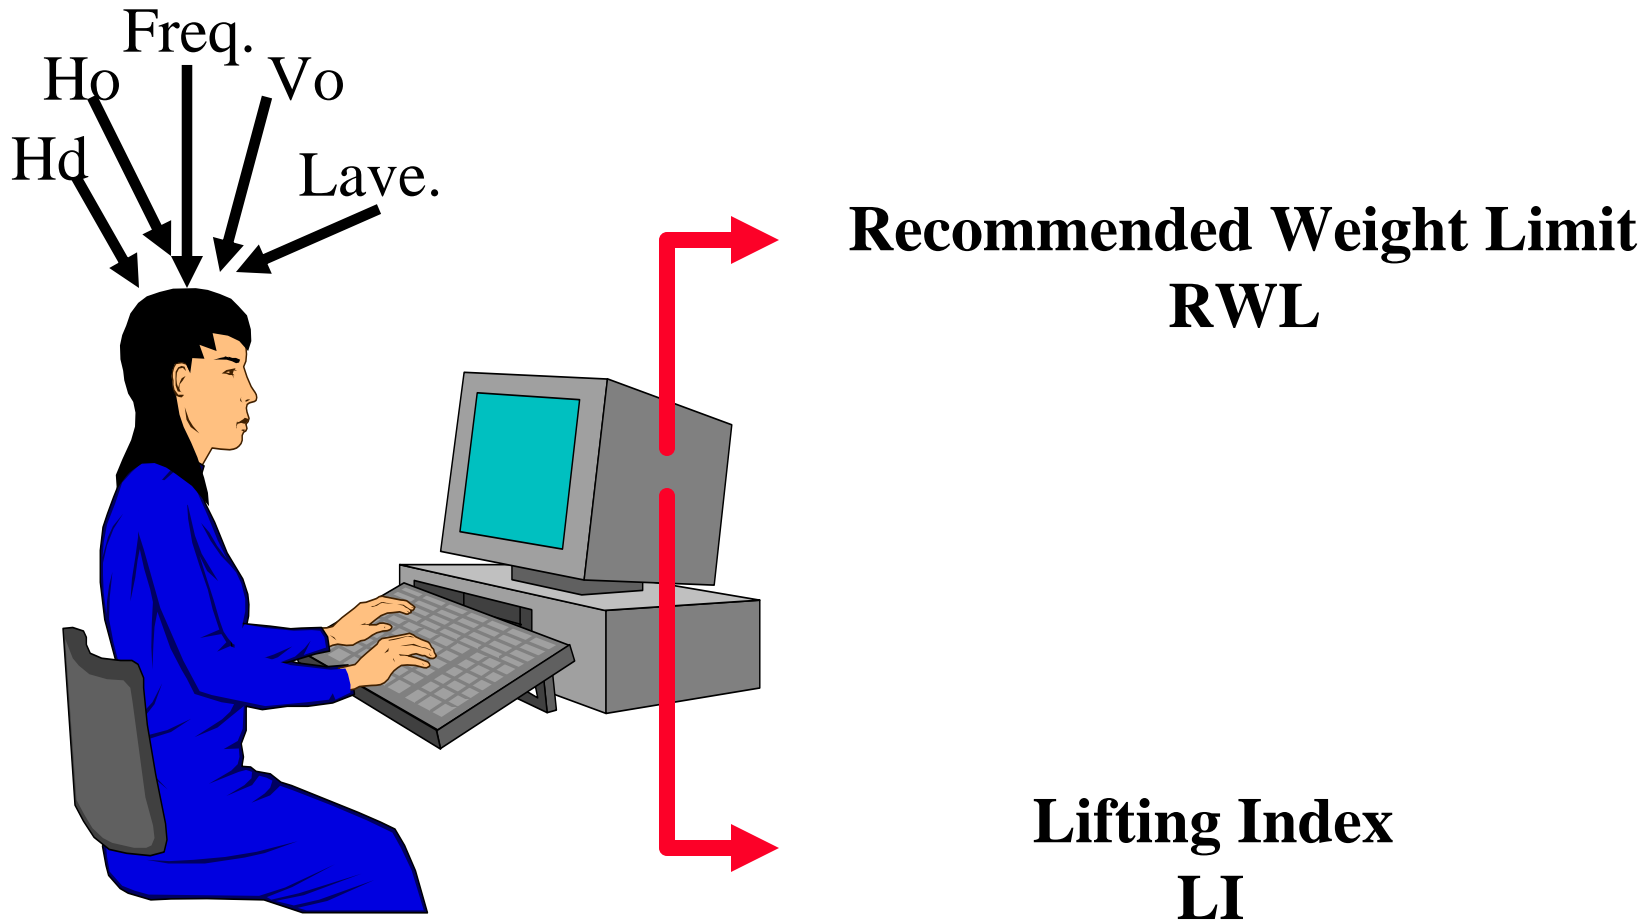 Freq.
Ho
Vo
Hd
Lave.
Recommended Weight Limit
RWL
Lifting Index
LI